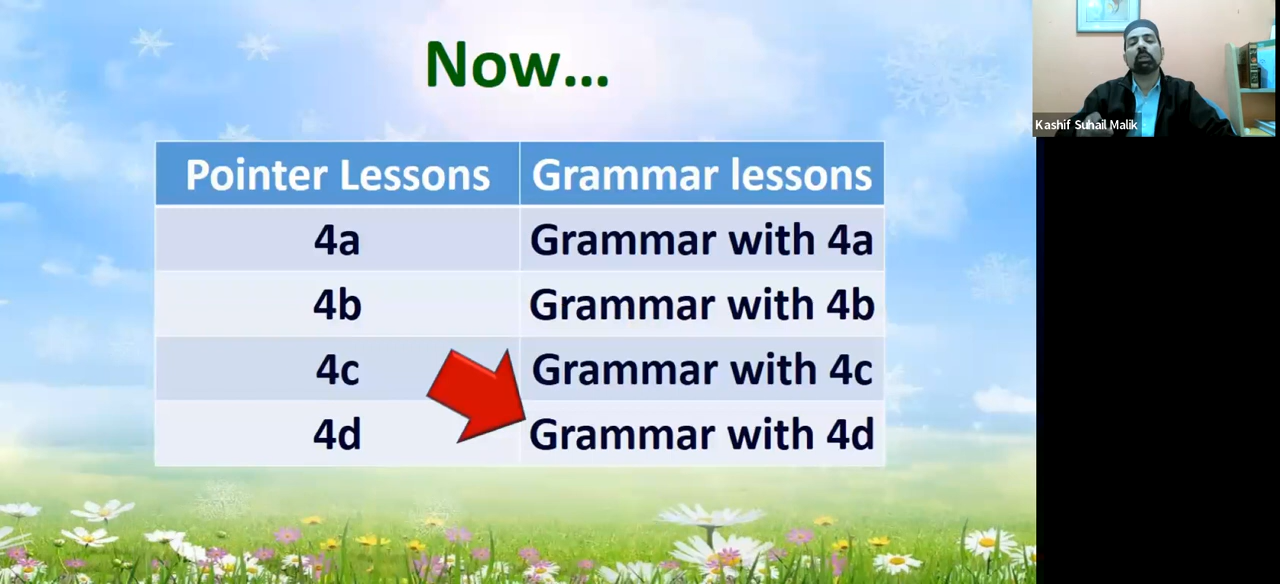 Now...
Pointer Lessons Grammar lessons
4a Grammar with 4a
4b Grammar with 4b
4c Grammar with 4c
4d Grammar with 4d
Kashif Suhail Malik